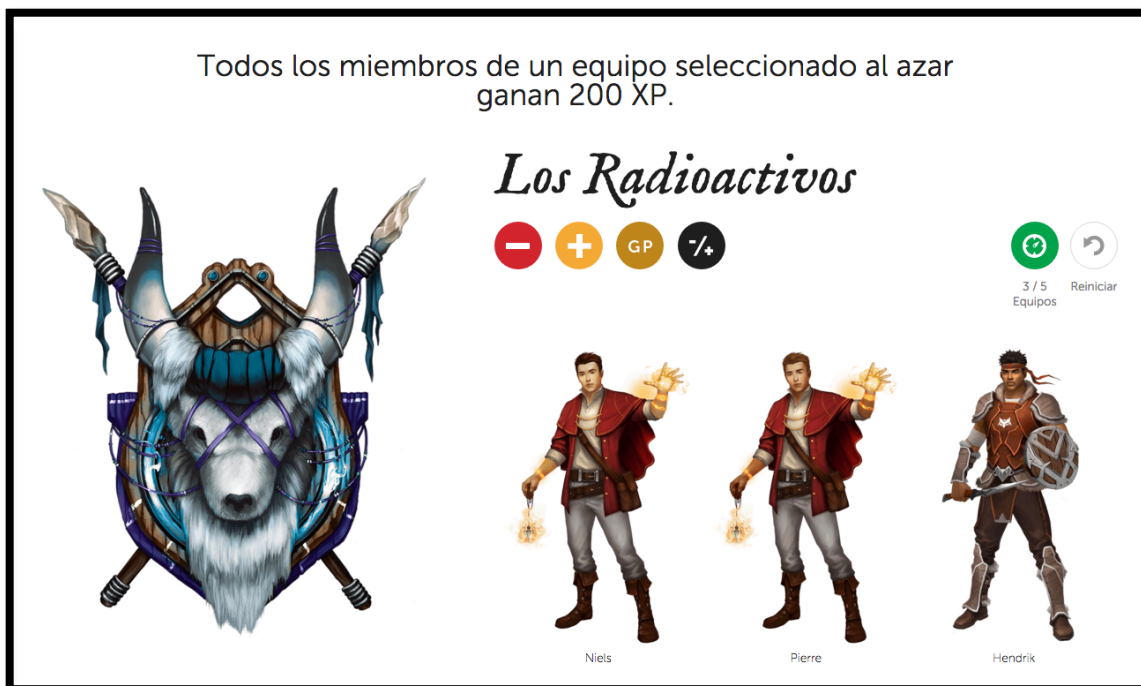 Todos los miembros de un equipo seleccionado al azar
ganan 200 XP.
Los Radioactivos
GP
-/+
3 / 5
Equipos
Reiniciar
Niels
Pierre
Hendrik